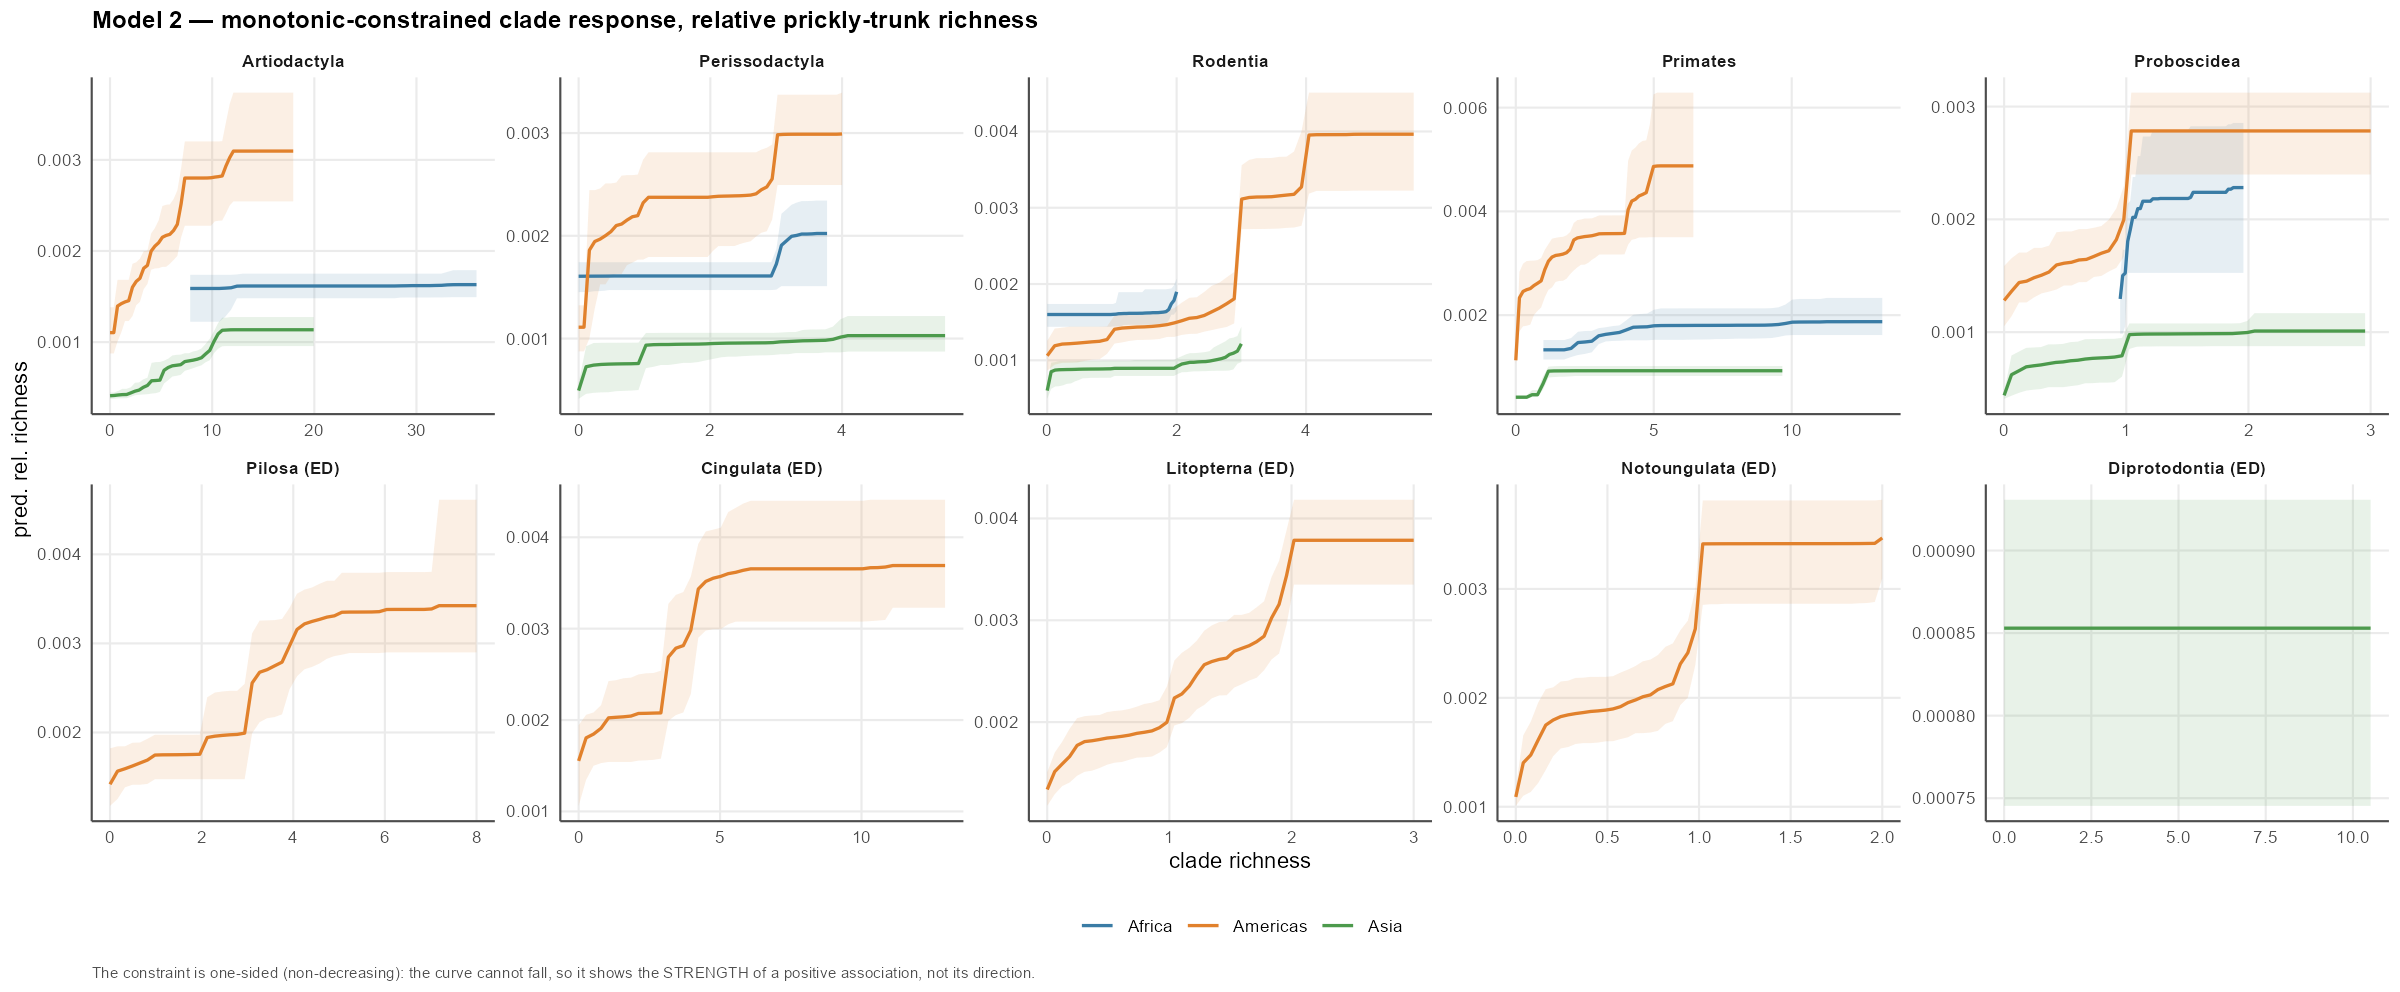 Model 2 — monotonic-constrained clade response, relative prickly-trunk richness
Artiodactyla
Perissodactyla
Rodentia
Primates
Proboscidea
0.003
0.002
0.001
0 10 20 30
0.003
0.002
0.001
0 2 4
0.004
0.003
0.002
0.001
0 2 4
0.006
0.004
0.002
0 5 10
0.003
0.002
0.001
0 1 2 3
pred. rel. richness
Pilosa (ED)
Cingulata (ED)
Litopterna (ED)
Notoungulata (ED)
Diprotodontia (ED)
0.004
0.003
0.002
0 2 4 6 8
0.004
0.003
0.002
0.001
0 5 10
0.004
0.003
0.002
0 1 2 3
0.003
0.002
0.001
0.0 0.5 1.0 1.5 2.0
0.00090
0.00085
0.00080
0.00075
0.0 2.5 5.0 7.5 10.0
clade richness
Africa Americas Asia
The constraint is one-sided (non-decreasing): the curve cannot fall, so it shows the STRENGTH of a positive association, not its direction.